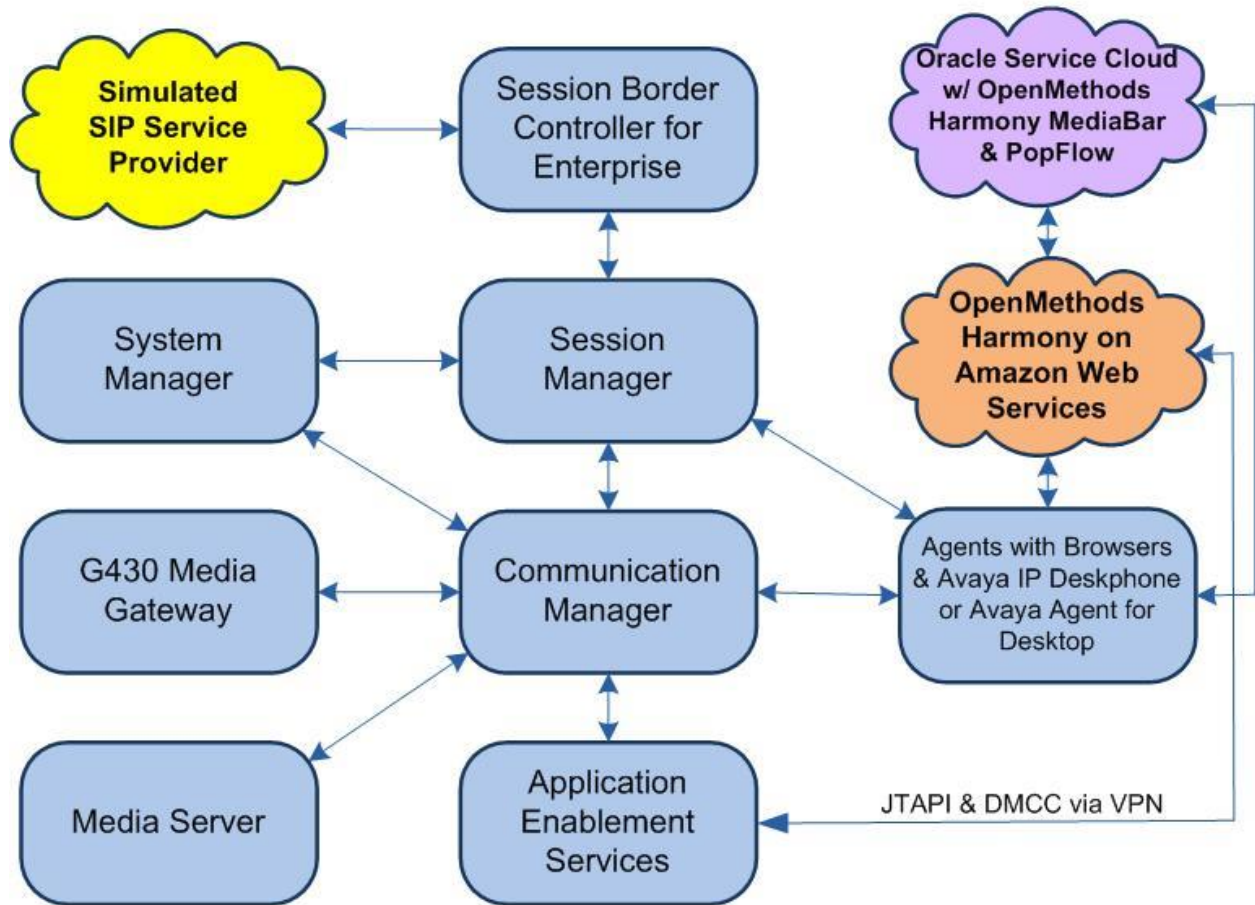 Simulated
SIP Service
Provider
Session Border
Controller for
Enterprise
Oracle Service Cloud
w/ OpenMethods
Harmony MediaBar
& PopFlow
System
Manager
Session
Manager
OpenMethods
Harmony on
Amazon Web
Services
G430 Media
Gateway
Communication
Manager
Agents with Browsers
& Avaya IP Deskphone
or Avaya Agent for
Desktop
Media Server
Application
Enablement
Services
JTAPI & DMCC via VPN